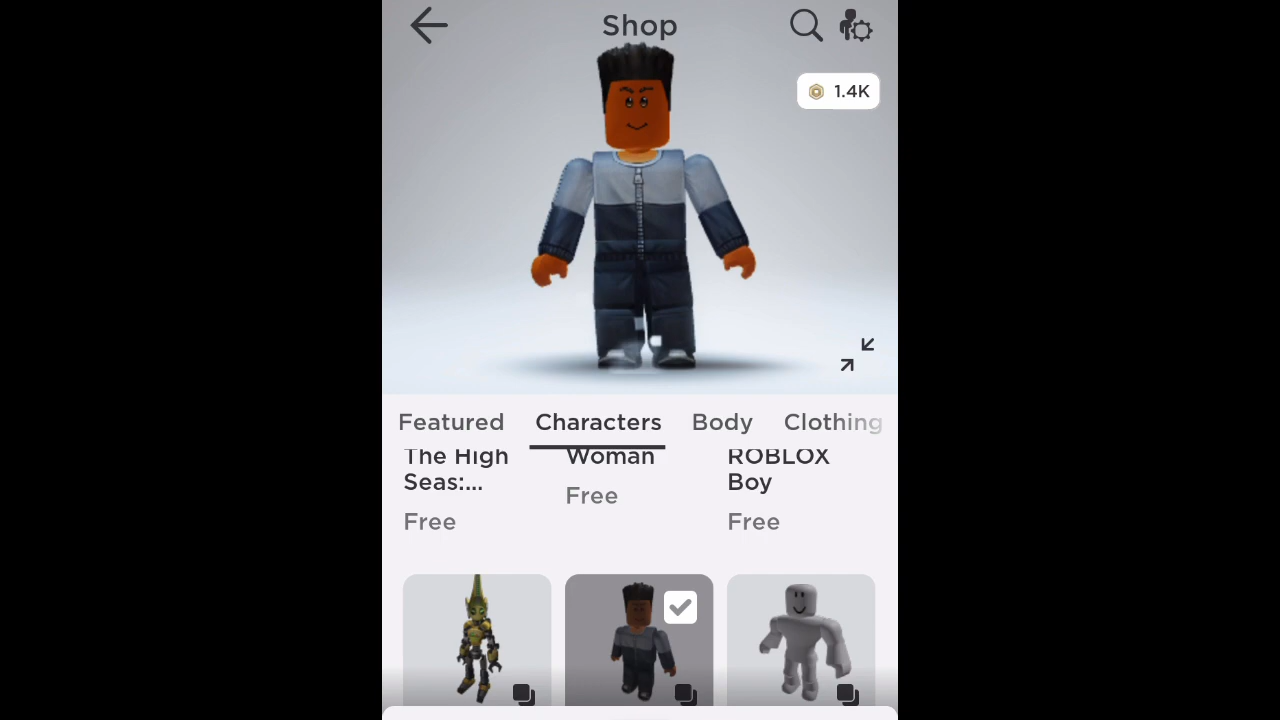 Shop
1.4K
Featured Characters Body Clothing
The High Woman ROBLOX
Seas:... Boy
Free
Free Free